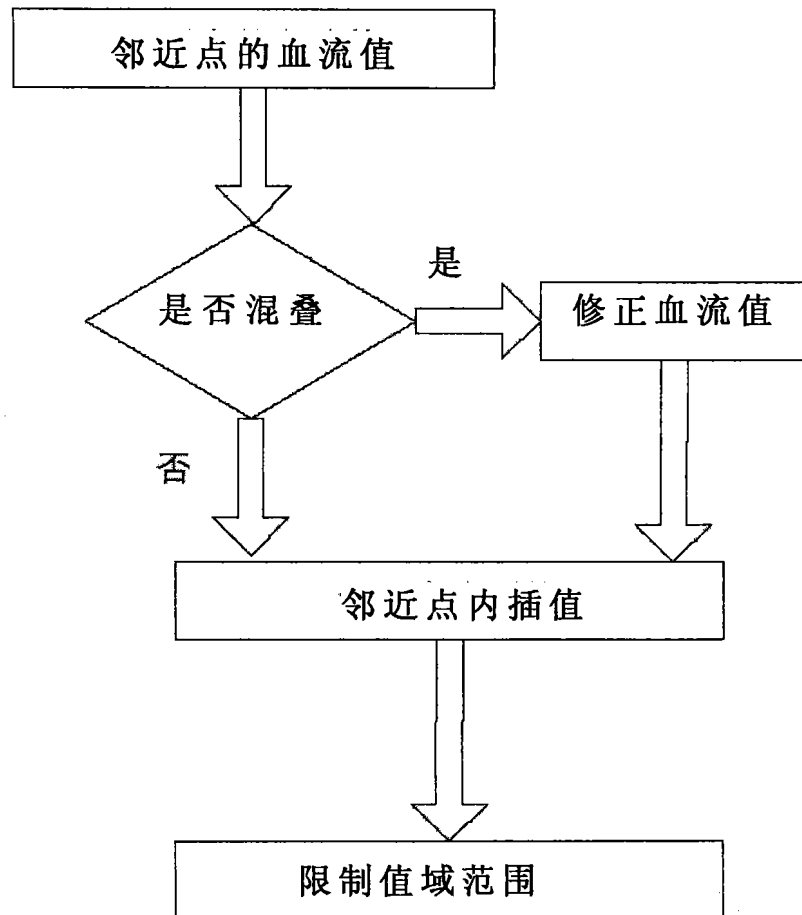 邻近点的血流值
是
是否混叠
修正血流值
否
邻近点内插值
限制值域范围